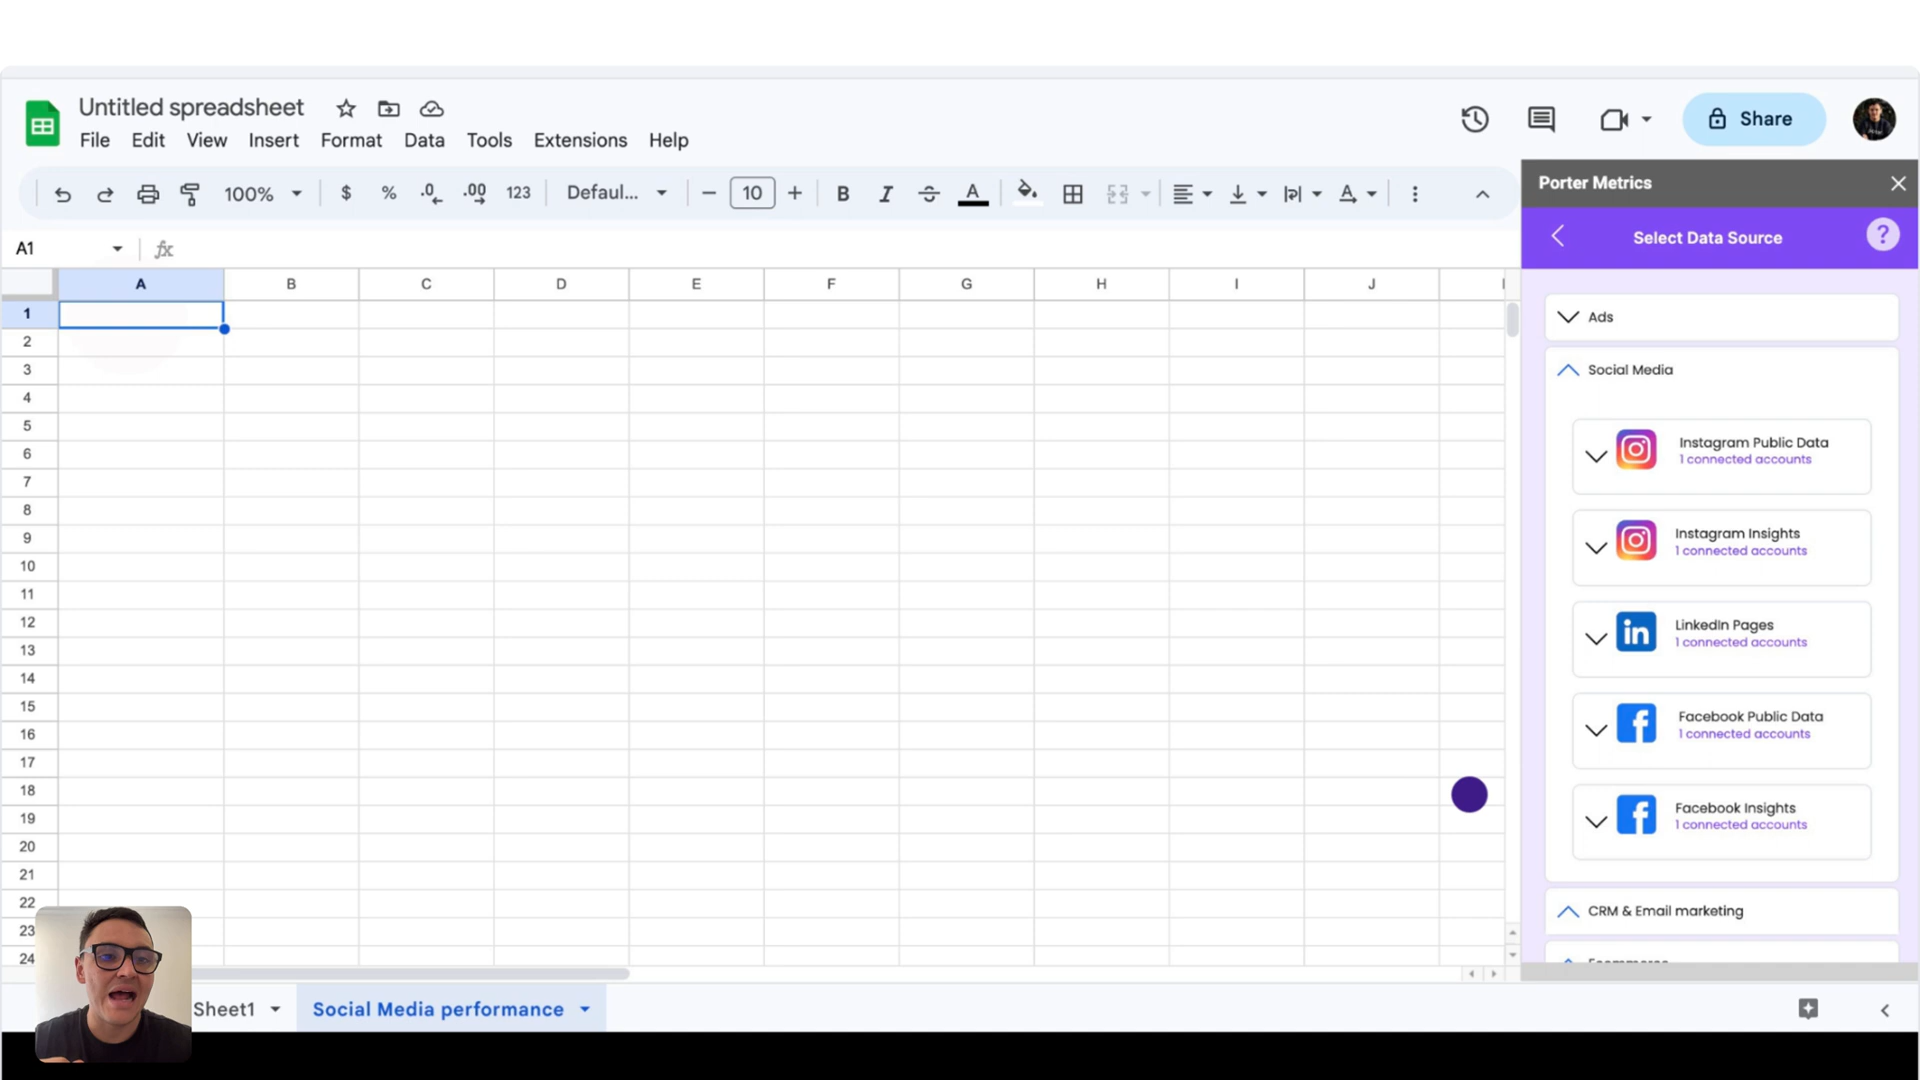 Untitled spreadsheet
File Edit View Insert Format Data Tools Extensions Help
Share
100% $ % .0 .00 123 Defaul... 10 B I A A
Porter Metrics
Select Data Source ?
A1 fx
A B C D E F G H I J
1
2
3
4
5
6
7
8
9
10
11
12
13
14
15
16
17
18
19
20
21
22
23
24
Ads
Social Media
Instagram Public Data
1 connected accounts
Instagram Insights
1 connected accounts
in
LinkedIn Pages
1 connected accounts
f
Facebook Public Data
1 connected accounts
f
Facebook Insights
1 connected accounts
CRM & Email marketing
Sheet1 Social Media performance